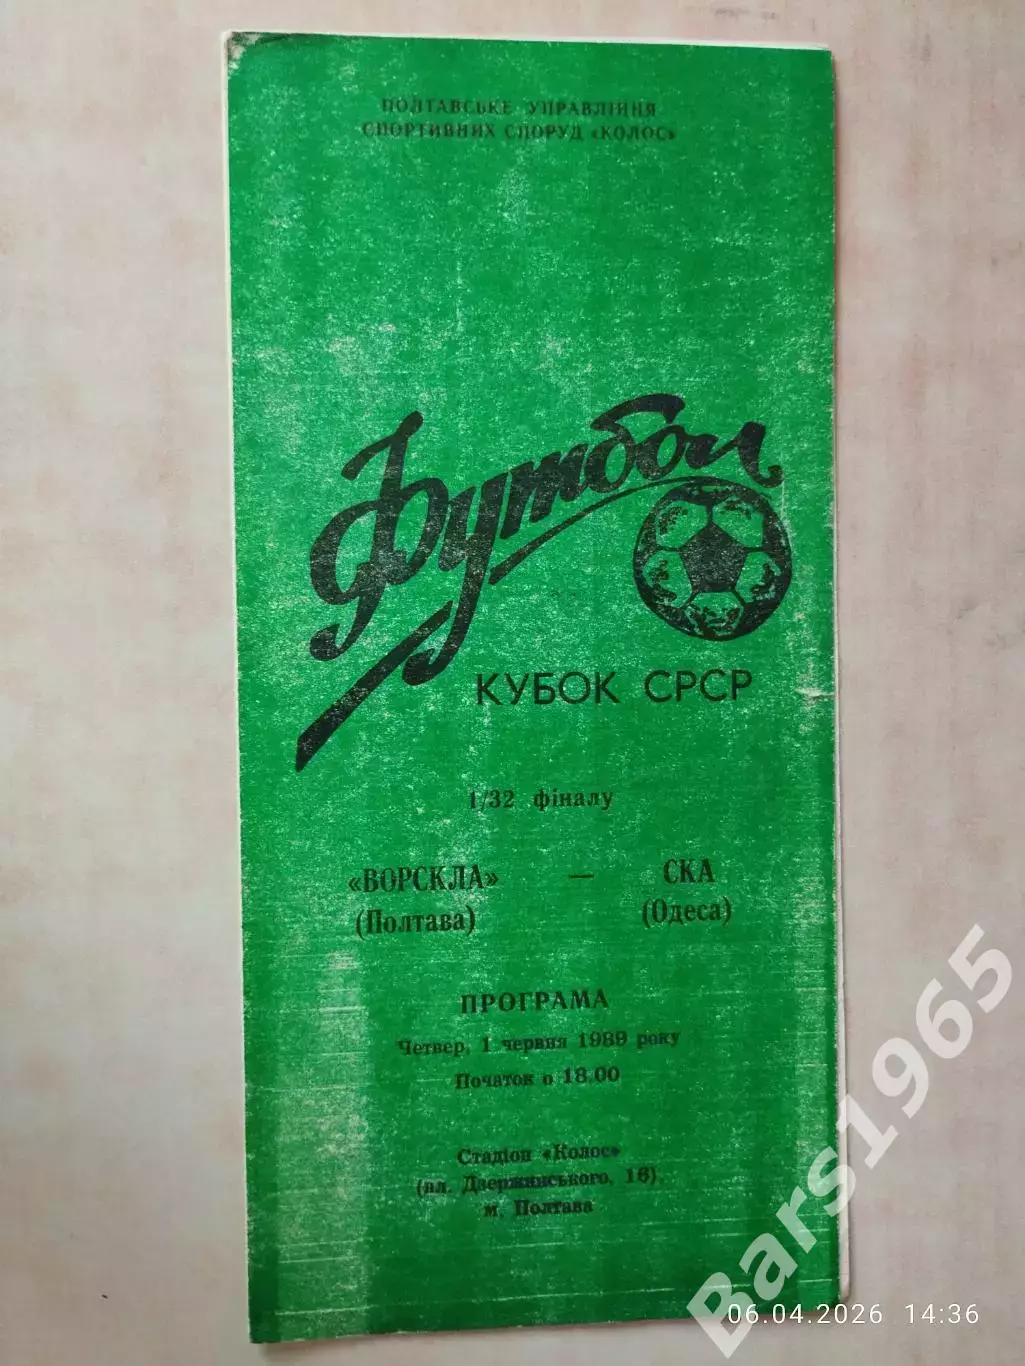 ПОЛТАВСЬКЕ УПРАВЛІННЯ
СПОРТИВНИХ СПОРУД «КОЛОС»
Футбол
КУБОК СРСР
1/32 фіналу
«ВОРСКЛА» — СКА
(Полтава) (Одеса)
ПРОГРАМА
Четвер, 1 червня 1989 року
Початок о 18.00
Стадіон «Колос»
(пл. Дзержинського, 16),
м. Полтава
Bars1965
06.04.2026 14:36